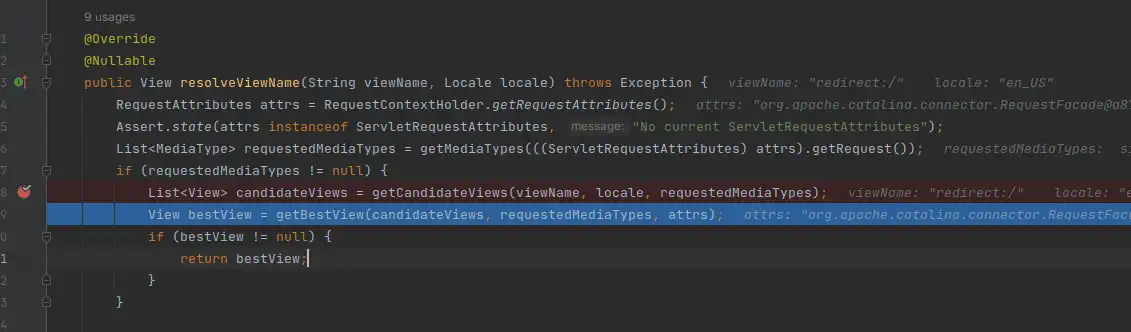 9 usages
1 @Override
2 @Nullable
3 public View resolveViewName(String viewName, Locale locale) throws Exception { viewName: "redirect:/" locale: "en_US"
4 RequestAttributes attrs = RequestContextHolder.getRequestAttributes(); attrs: "org.apache.catalina.connector.RequestFacade@a8
5 Assert.state(attrs instanceof ServletRequestAttributes, message: "No current ServletRequestAttributes");
6 List<MediaType> requestedMediaTypes = getMediaTypes(((ServletRequestAttributes) attrs).getRequest()); requestedMediaTypes: si
7 if (requestedMediaTypes != null) {
8 List<View> candidateViews = getCandidateViews(viewName, locale, requestedMediaTypes); viewName: "redirect:/" locale: "e
9 View bestView = getBestView(candidateViews, requestedMediaTypes, attrs); attrs: "org.apache.catalina.connector.RequestFac
0 if (bestView != null) {
1 return bestView;
2 }
3 }
4